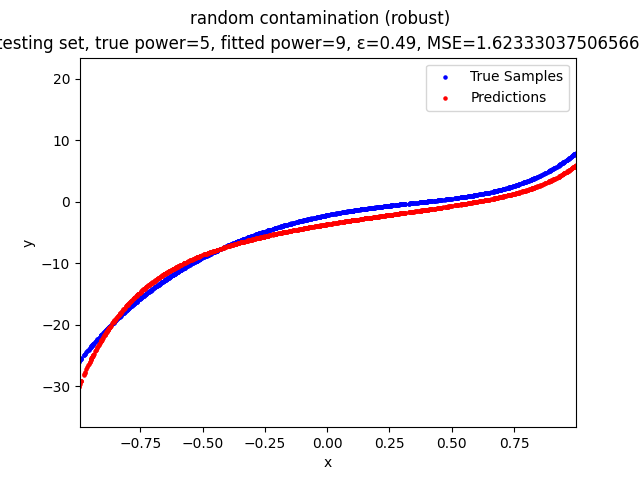 random contamination (robust)
testing set, true power=5, fitted power=9, ε=0.49, MSE=1.62333037506566
True Samples
Predictions
20
10
0
−10
−20
−30
y
−0.75 −0.50 −0.25 0.00 0.25 0.50 0.75
x